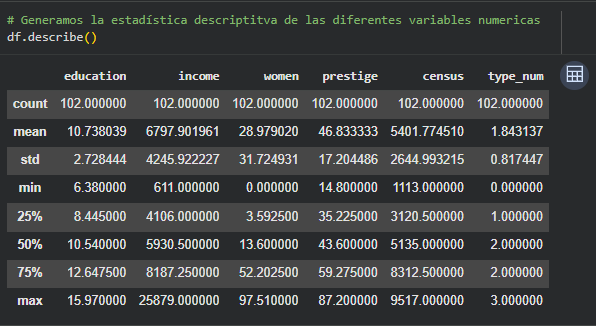 # Generamos la estadística descriptitva de las diferentes variables numericas
df.describe()
education income women prestige census type_num
count 102.000000 102.000000 102.000000 102.000000 102.000000 102.000000
mean 10.738039 6797.901961 28.979020 46.833333 5401.774510 1.843137
std 2.728444 4245.922227 31.724931 17.204486 2644.993215 0.817447
min 6.380000 611.000000 0.000000 14.800000 1113.000000 0.000000
25% 8.445000 4106.000000 3.592500 35.225000 3120.500000 1.000000
50% 10.540000 5930.500000 13.600000 43.600000 5135.000000 2.000000
75% 12.647500 8187.250000 52.202500 59.275000 8312.500000 2.000000
max 15.970000 25879.000000 97.510000 87.200000 9517.000000 3.000000